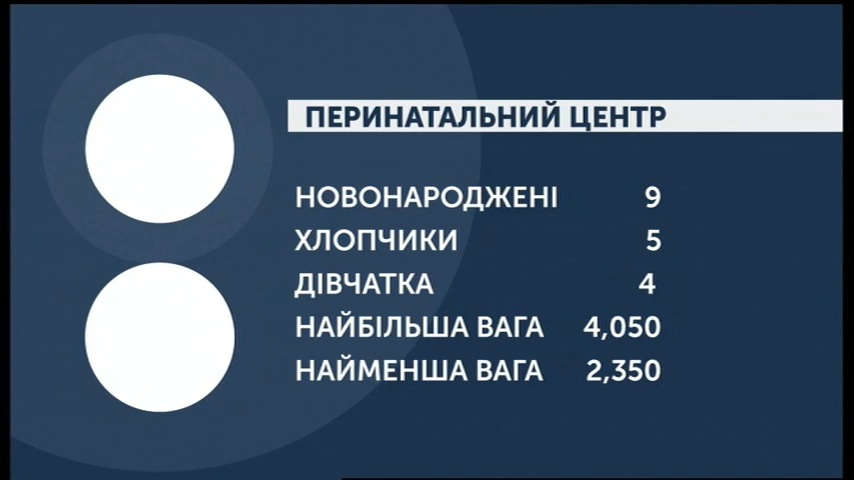 ПЕРИНАТАЛЬНИЙ ЦЕНТР
НОВОНАРОДЖЕНІ 9
ХЛОПЧИКИ 5
ДІВЧАТКА 4
НАЙБІЛЬША ВАГА 4,050
НАЙМЕНША ВАГА 2,350